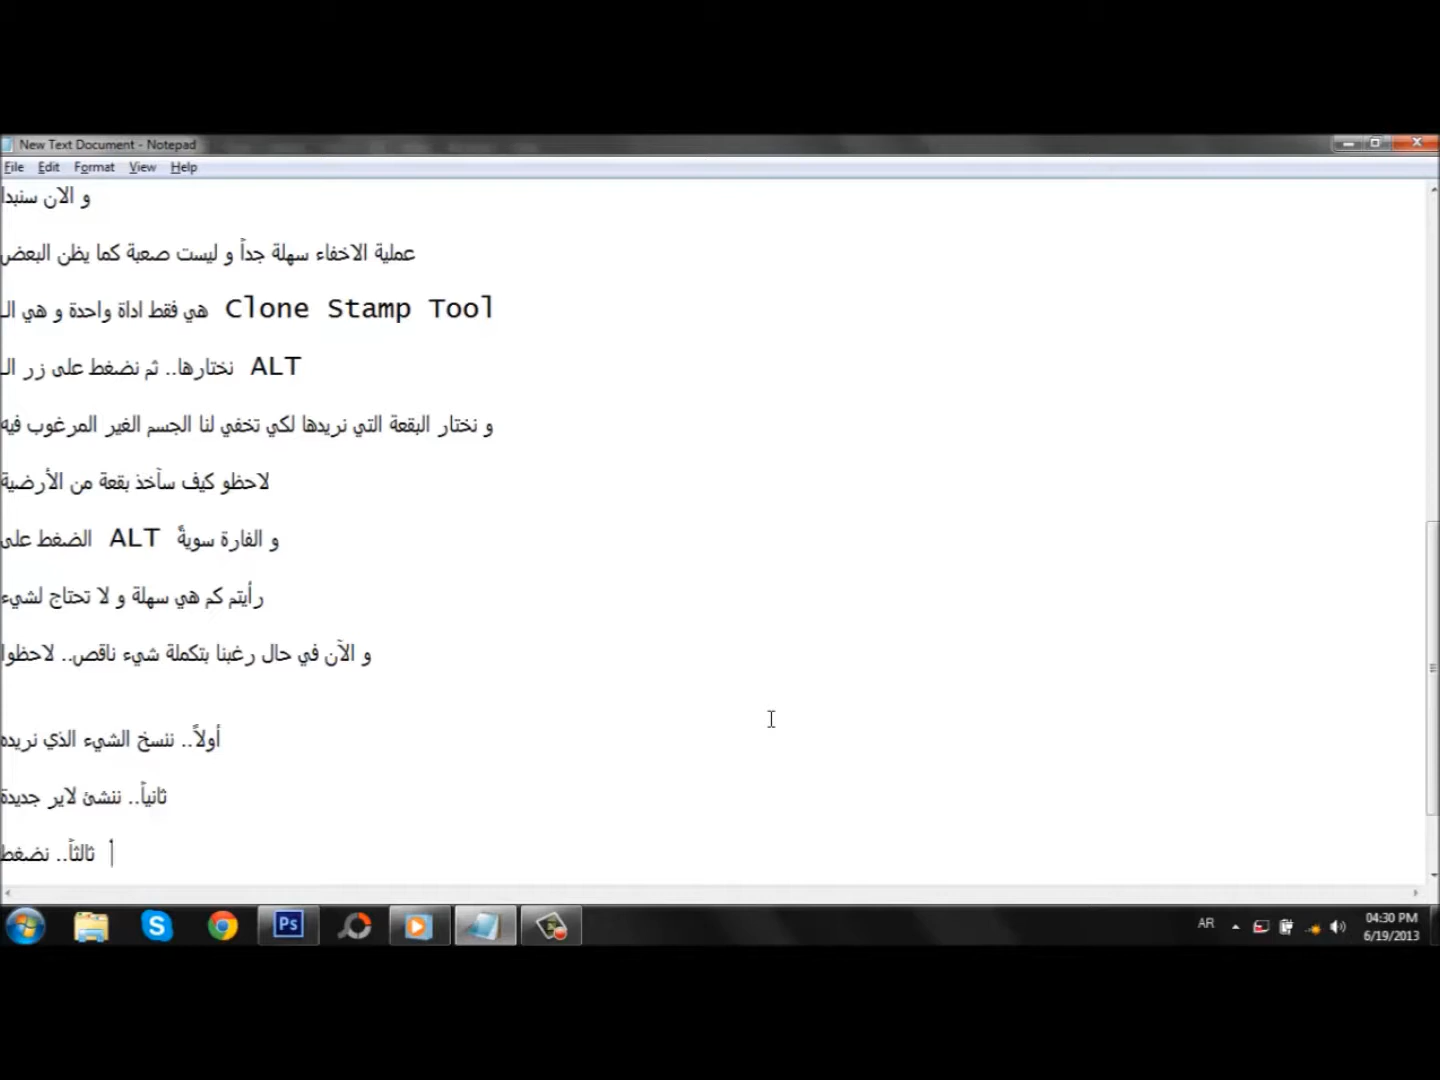 New Text Document - Notepad
File Edit Format View Help
و الان سنبدا
عملية الاخفاء سهلة جداً و ليست صعبة كما يظن البعض
هي فقط اداة واحدة و هي الـ Clone Stamp Tool
نختارها.. ثم نضغط على زر الـ ALT
و نختار البقعة التي نريدها لكي تخفي لنا الجسم الغير المرغوب فيه
لاحظو كيف سآخذ بقعة من الأرضية
الضغط على ALT و الفارة سويةً
رأيتم كم هي سهلة و لا تحتاج لشيء
و الآن في حال رغبنا بتكملة شيء ناقص.. لاحظوا
أولاً.. ننسخ الشيء الذي نريده
ثانياً.. ننشئ لاير جديدة
ثالثاً.. نضغط
Ps
AR
04:30 PM
6/19/2013